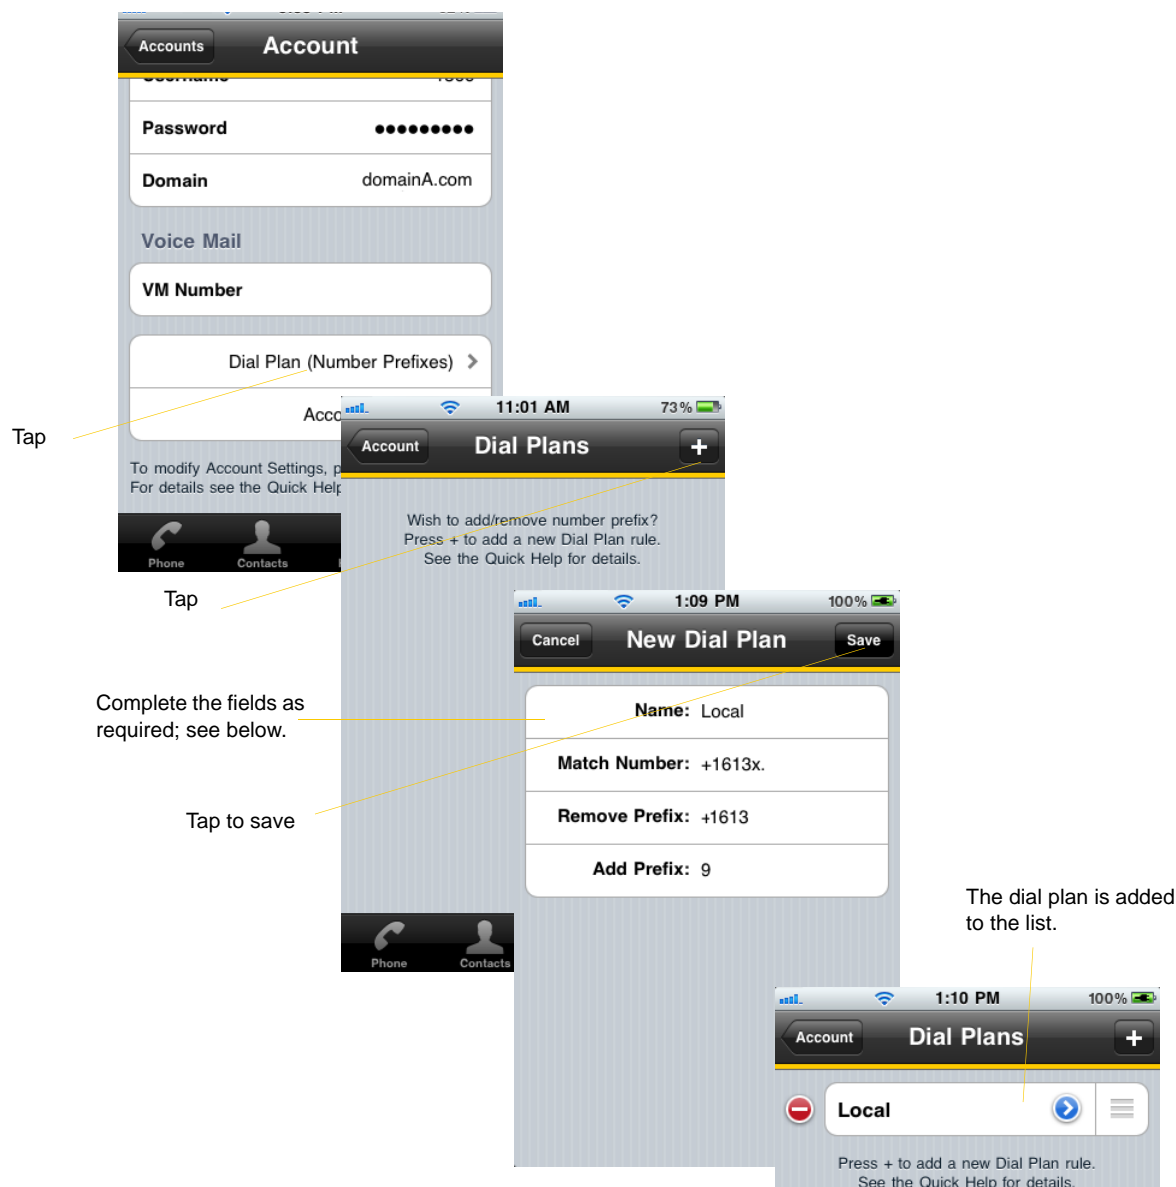 Accounts
Account
Password
Domain
domainA.com
Voice Mail
VM Number
Dial Plan (Number Prefixes)
Tap
To modify Account Settings,
For details see the Quick Help
Phone
Contacts
11:01 AM
73%
Account
Dial Plans
+
Wish to add/remove number prefix?
Press + to add a new Dial Plan rule.
See the Quick Help for details.
Tap
Phone
Contacts
1:09 PM
100%
Cancel
New Dial Plan
Save
Complete the fields as
required; see below.
Name: Local
Match Number: +1613x.
Remove Prefix: +1613
Add Prefix: 9
Tap to save
The dial plan is added
to the list.
1:10 PM
100%
Account
Dial Plans
+
Local
Press + to add a new Dial Plan rule.
See the Quick Help for details.